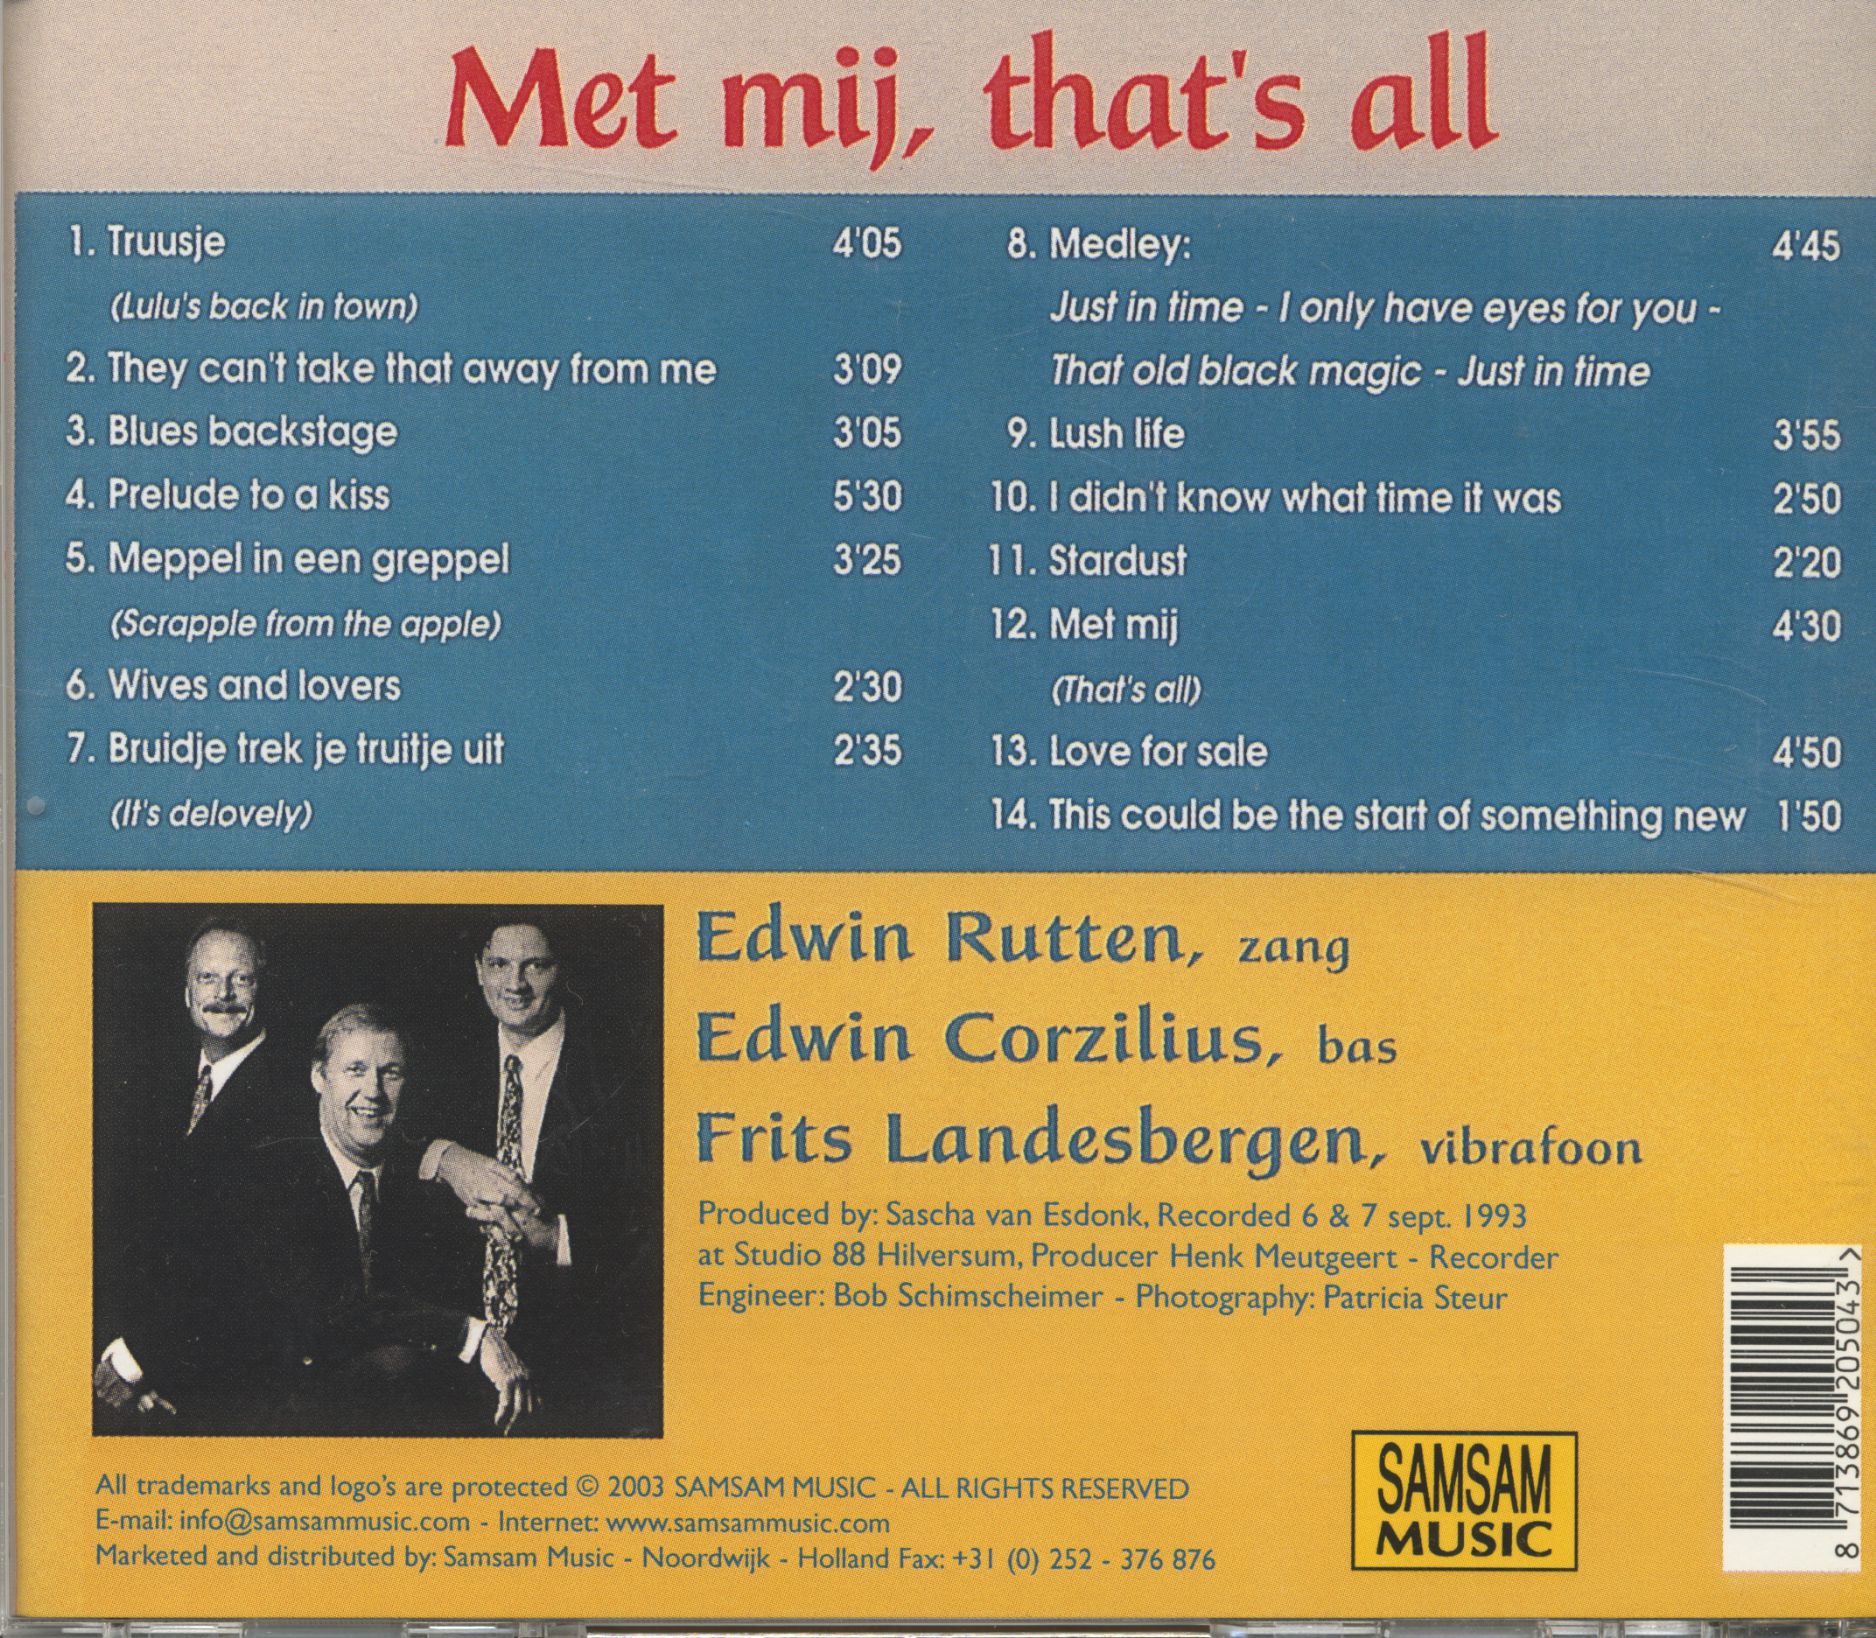 Met mij, that's all
1. Truusje 4'05
(Lulu's back in town)
2. They can't take that away from me 3'09
3. Blues backstage 3'05
4. Prelude to a kiss 5'30
5. Meppel in een greppel 3'25
(Scrapple from the apple)
6. Wives and lovers 2'30
7. Bruidje trek je truitje uit 2'35
(It's delovely)
8. Medley: 4'45
Just in time - I only have eyes for you -
That old black magic - Just in time
9. Lush life 3'55
10. I didn't know what time it was 2'50
11. Stardust 2'20
12. Met mij 4'30
(That's all)
13. Love for sale 4'50
14. This could be the start of something new 1'50
Edwin Rutten, zang
Edwin Corzilius, bas
Frits Landesbergen, vibrafoon
Produced by: Sascha van Esdonk, Recorded 6 & 7 sept. 1993
at Studio 88 Hilversum, Producer Henk Meutgeert - Recorder
Engineer: Bob Schimscheimer - Photography: Patricia Steur
All trademarks and logo's are protected © 2003 SAMSAM MUSIC - ALL RIGHTS RESERVED
E-mail: info@samsammusic.com - Internet: www.samsammusic.com
Marketed and distributed by: Samsam Music - Noordwijk - Holland Fax: +31 (0) 252 - 376 876
SAMSAM
MUSIC
8 713869 205043 >